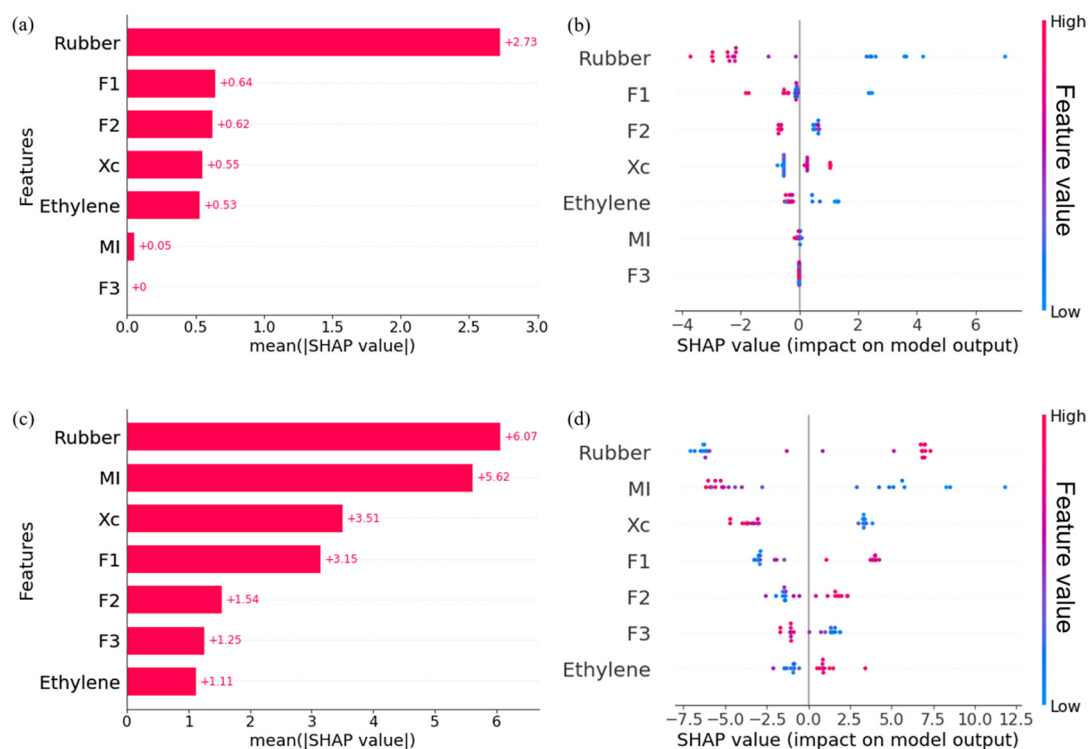 (a)
Features
Rubber
+2.73
F1
+0.64
F2
+0.62
Xc
+0.55
Ethylene
+0.53
MI
+0.05
F3
+0
0.0 0.5 1.0 1.5 2.0 2.5 3.0
mean(|SHAP value|)
(b)
Rubber
F1
F2
Xc
Ethylene
MI
F3
−4 −2 0 2 4 6
SHAP value (impact on model output)
High
Feature value
Low
(c)
Features
Rubber
+6.07
MI
+5.62
Xc
+3.51
F1
+3.15
F2
+1.54
F3
+1.25
Ethylene
+1.11
0 1 2 3 4 5 6
mean(|SHAP value|)
(d)
Rubber
MI
Xc
F1
F2
F3
Ethylene
−7.5 −5.0 −2.5 0.0 2.5 5.0 7.5 10.0 12.5
SHAP value (impact on model output)
High
Feature value
Low